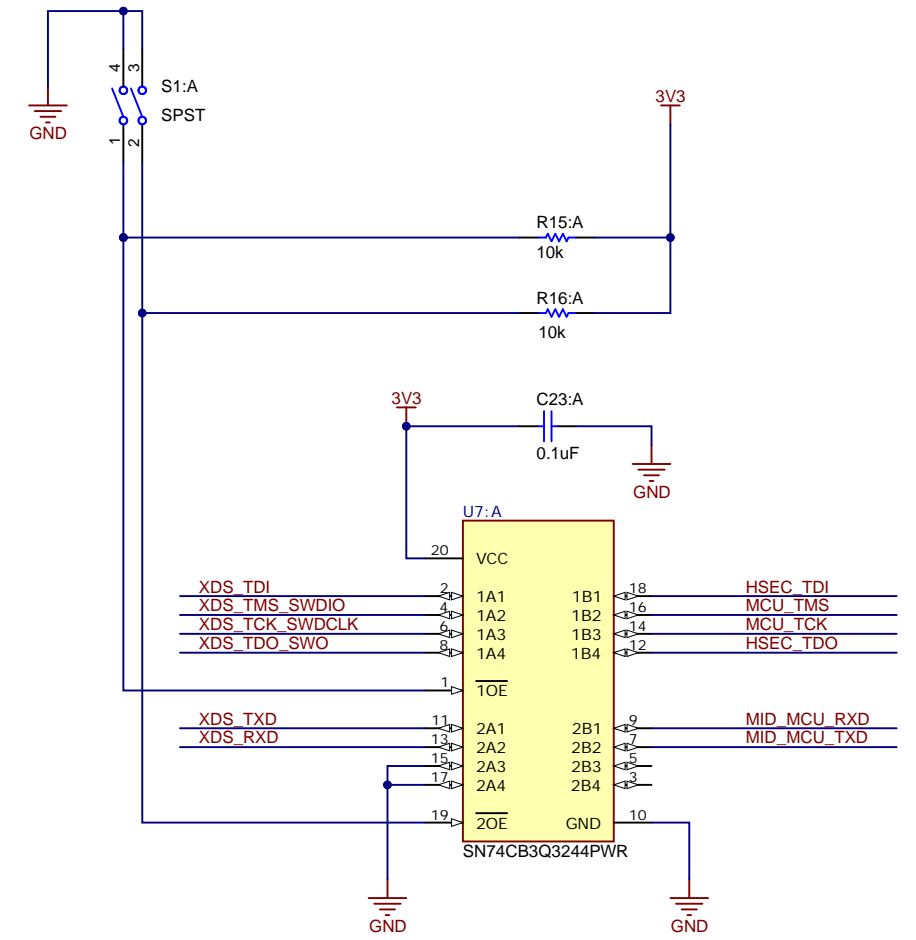 4 3
S1:A
SPST
GND
1 2
3V3
R15:A
10k
R16:A
10k
3V3
C23:A
0.1uF
GND
U7:A
20 VCC
XDS_TDI 2 1A1 1B1 18 HSEC_TDI
XDS_TMS_SWDIO 4 1A2 1B2 16 MCU_TMS
XDS_TCK_SWDCLK 6 1A3 1B3 14 MCU_TCK
XDS_TDO_SWO 8 1A4 1B4 12 HSEC_TDO
1 1OE
XDS_TXD 11 2A1 2B1 9 MID_MCU_RXD
XDS_RXD 13 2A2 2B2 7 MID_MCU_TXD
15 2A3 2B3 5
17 2A4 2B4 3
19 2OE GND 10
SN74CB3Q3244PWR
GND GND